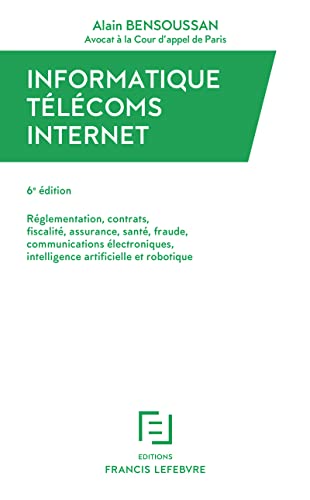 Alain BENSOUSSAN
Avocat à la Cour d'appel de Paris
INFORMATIQUE
TÉLÉCOMS
INTERNET
6e édition
Réglementation, contrats,
fiscalité, assurance, santé, fraude,
communications électroniques,
intelligence artificielle et robotique
EDITIONS
FRANCIS LEFEBVRE